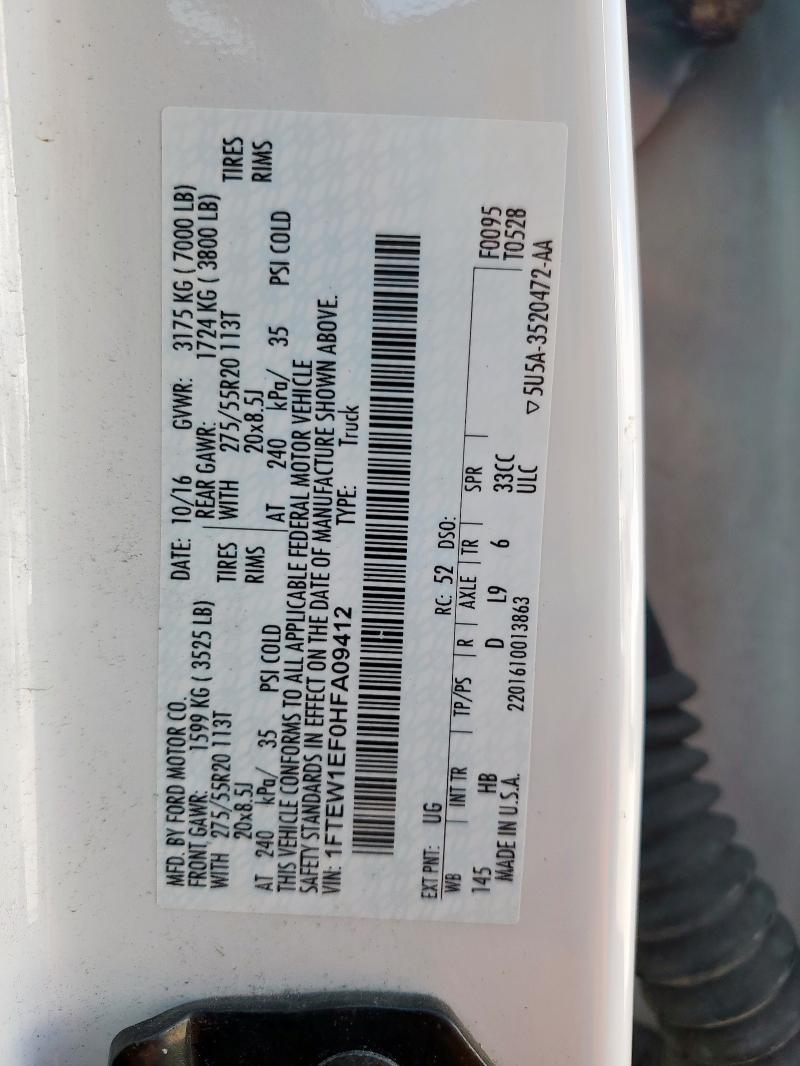 MFD. BY FORD MOTOR CO. DATE: 10/16 GVWR: 3175 KG ( 7000 LB)
FRONT GAWR: 1599 KG ( 3525 LB) REAR GAWR: 1724 KG ( 3800 LB)
WITH 275/55R20 113T TIRES WITH 275/55R20 113T TIRES
20x8.5J RIMS 20x8.5J RIMS
AT 240 kPa/ 35 PSI COLD AT 240 kPa/ 35 PSI COLD
THIS VEHICLE CONFORMS TO ALL APPLICABLE FEDERAL MOTOR VEHICLE
SAFETY STANDARDS IN EFFECT ON THE DATE OF MANUFACTURE SHOWN ABOVE.
VIN: 1FTEW1EF0HFA09412 TYPE: Truck
EXT PNT: UG RC: 52 DSO:
WB INT TR TP/PS R AXLE TR SPR F0095
145 HB D L9 6 33CC T0528
ULC
MADE IN U.S.A. 2201610013863 ▽5U5A-3520472-AA